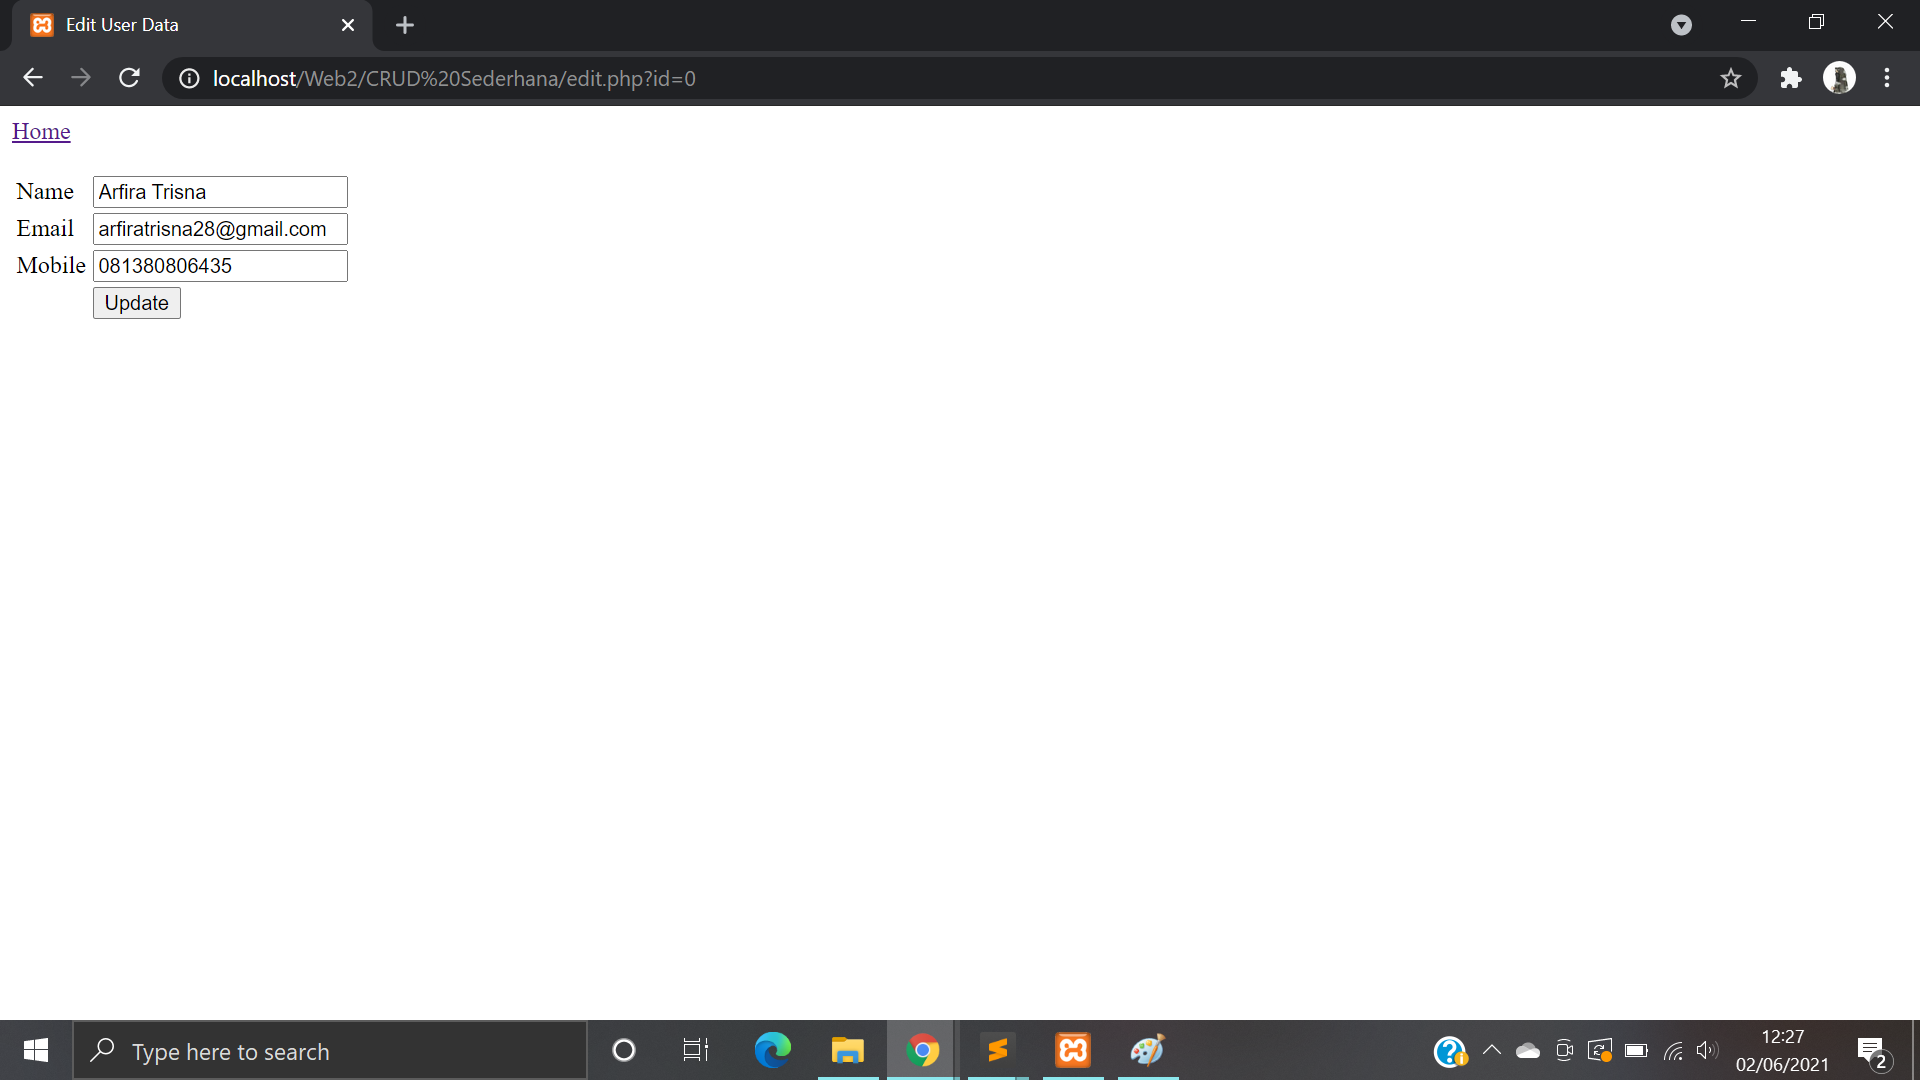 Edit User Data
localhost/Web2/CRUD%20Sederhana/edit.php?id=0
Home
Name Arfira Trisna
Email arfiratrisna28@gmail.com
Mobile 081380806435
Update
Type here to search
12:27
02/06/2021
2